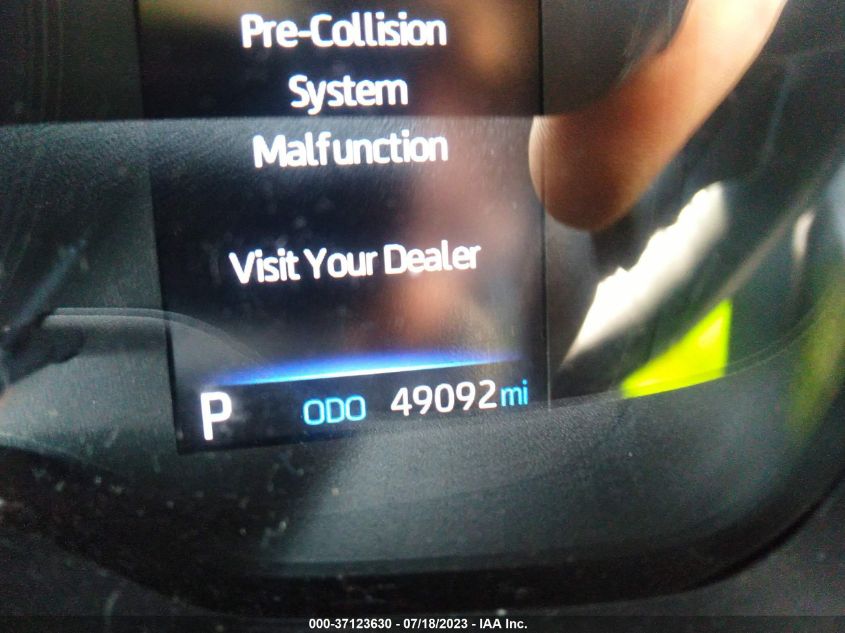 Pre-Collision
System
Malfunction
Visit Your Dealer
P ODO 49092 mi
000-37123630 - 07/18/2023 - IAA Inc.